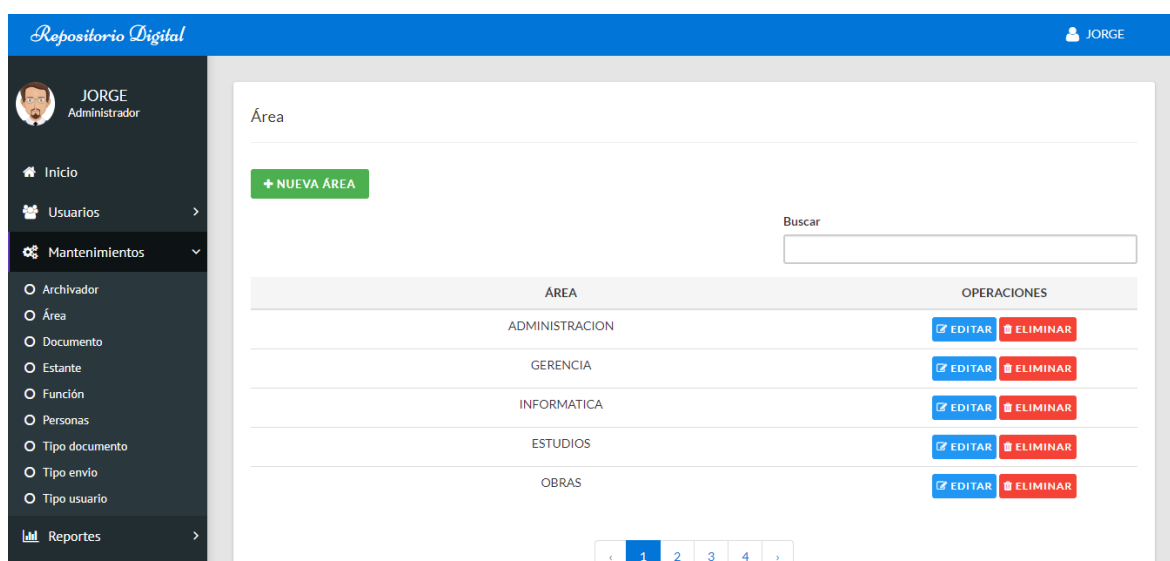 Repositorio Digital
JORGE
JORGE
Administrador
Inicio
Usuarios
Mantenimientos
Archivador
Área
Documento
Estante
Función
Personas
Tipo documento
Tipo envio
Tipo usuario
Reportes
Área
+ NUEVA ÁREA
Buscar
ÁREA OPERACIONES
ADMINISTRACION EDITAR ELIMINAR
GERENCIA EDITAR ELIMINAR
INFORMATICA EDITAR ELIMINAR
ESTUDIOS EDITAR ELIMINAR
OBRAS EDITAR ELIMINAR
‹ 1 2 3 4 ›